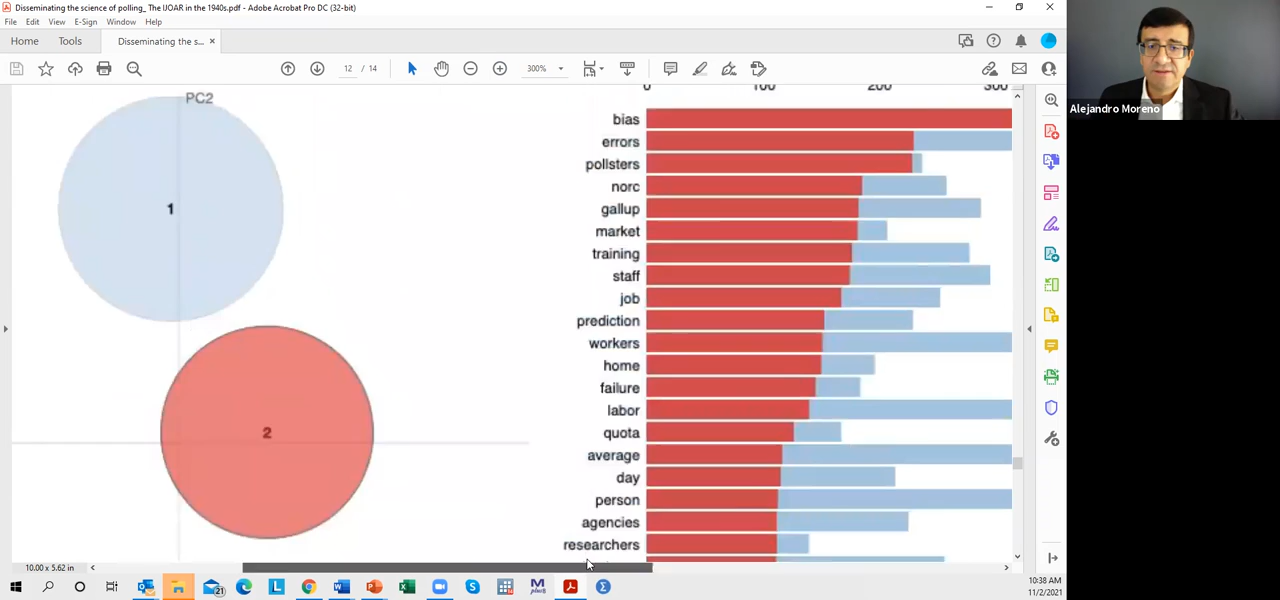 Disseminating the science of polling_ The IJOAR in the 1940s.pdf - Adobe Acrobat Pro DC (32-bit)
File Edit View E-Sign Window Help
Home Tools Disseminating the s... ×
12 / 14 300%
Alejandro Moreno
PC2
1
2
0 100 200 300
bias
errors
pollsters
norc
gallup
market
training
staff
job
prediction
workers
home
failure
labor
quota
average
day
person
agencies
researchers
10.00 x 5.62 in
21
10:38 AM
11/2/2021